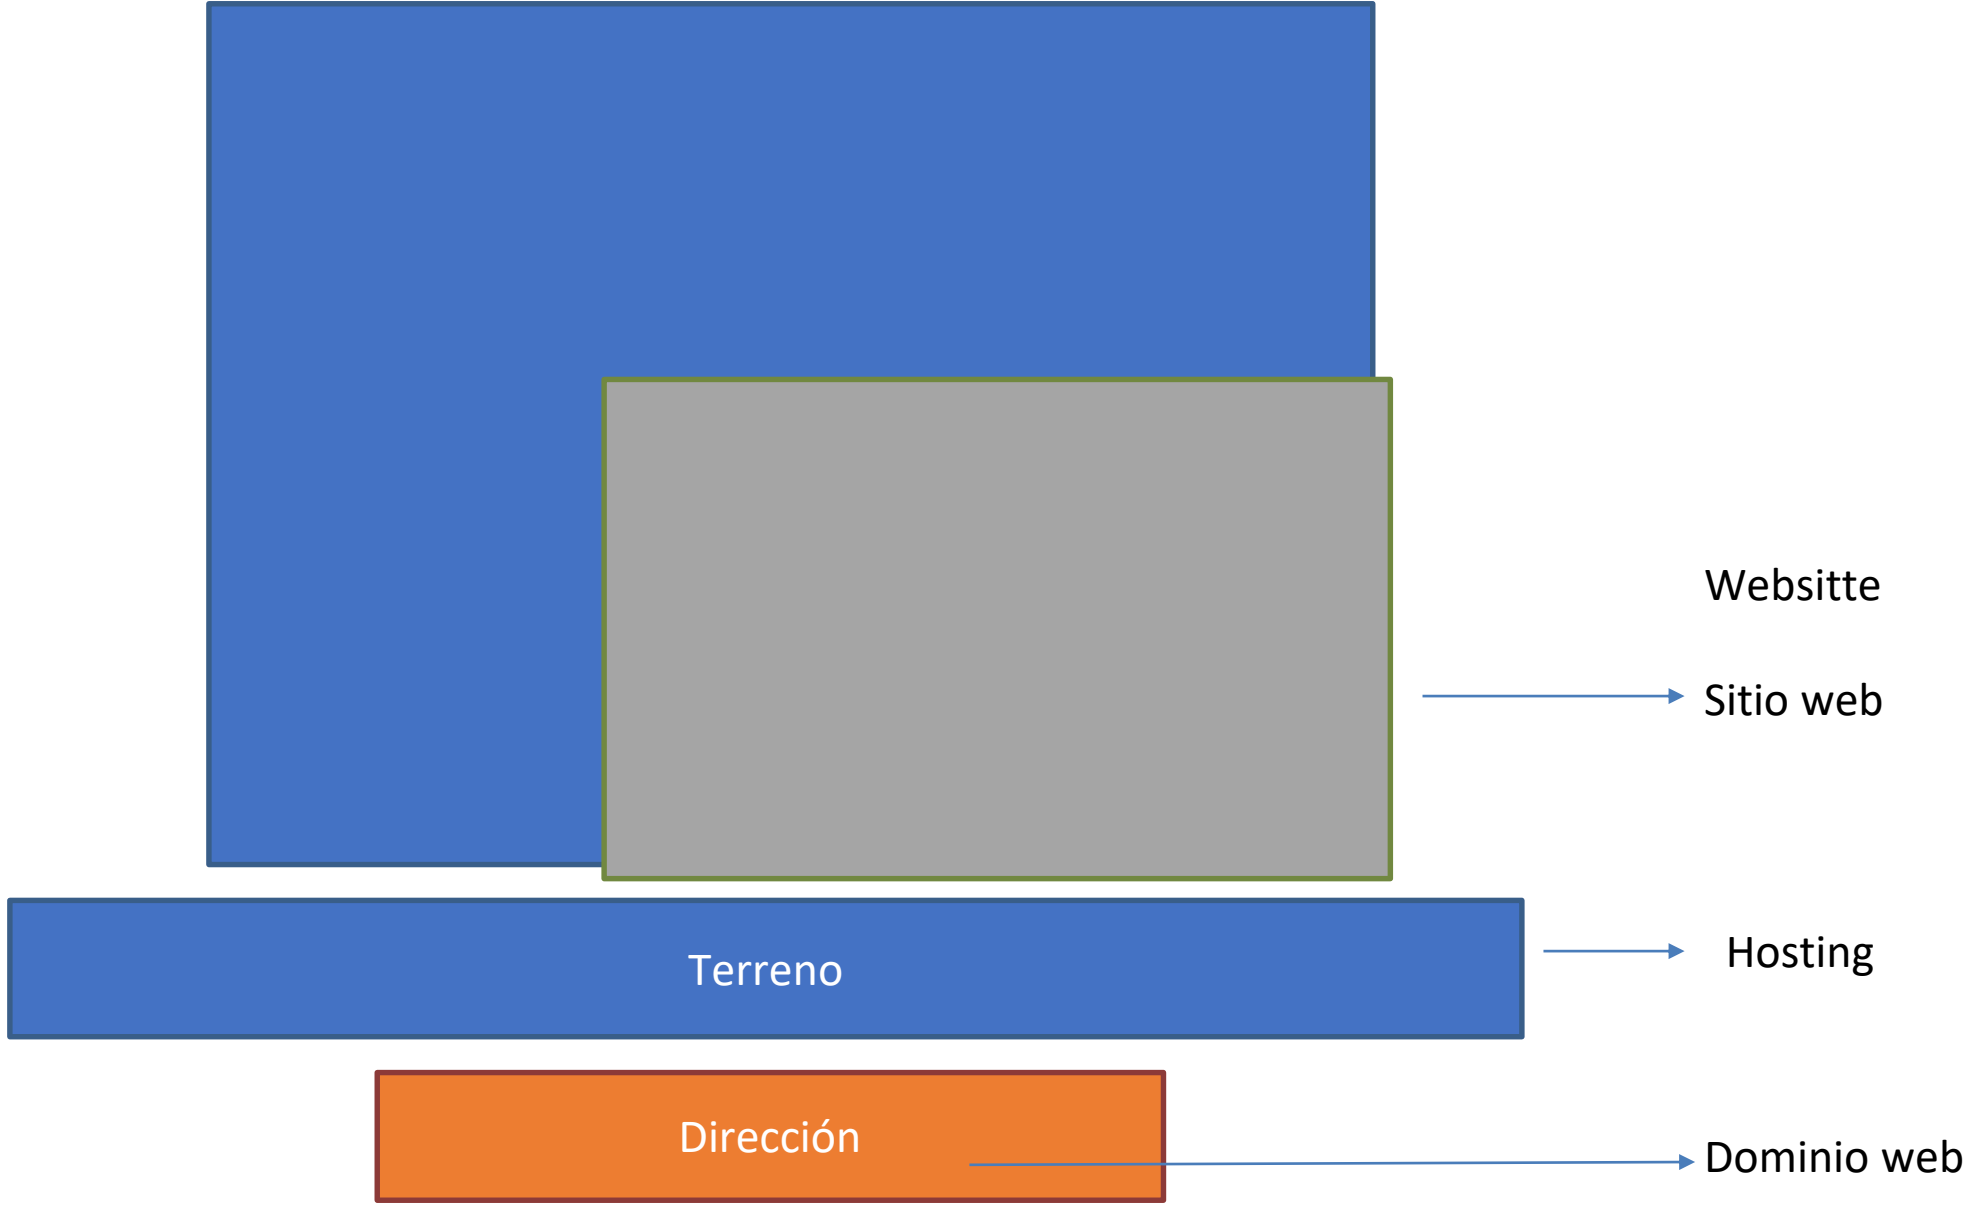 Websitte
Sitio web
Terreno
Hosting
Dirección
Dominio web